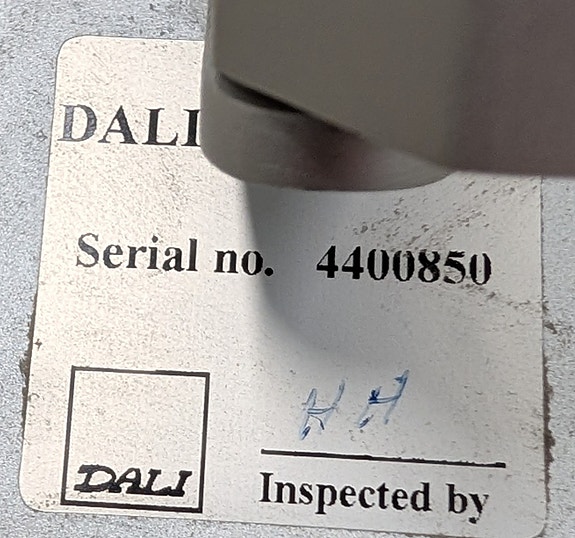 DALI
Serial no. 4400850
HH
DALI
Inspected by